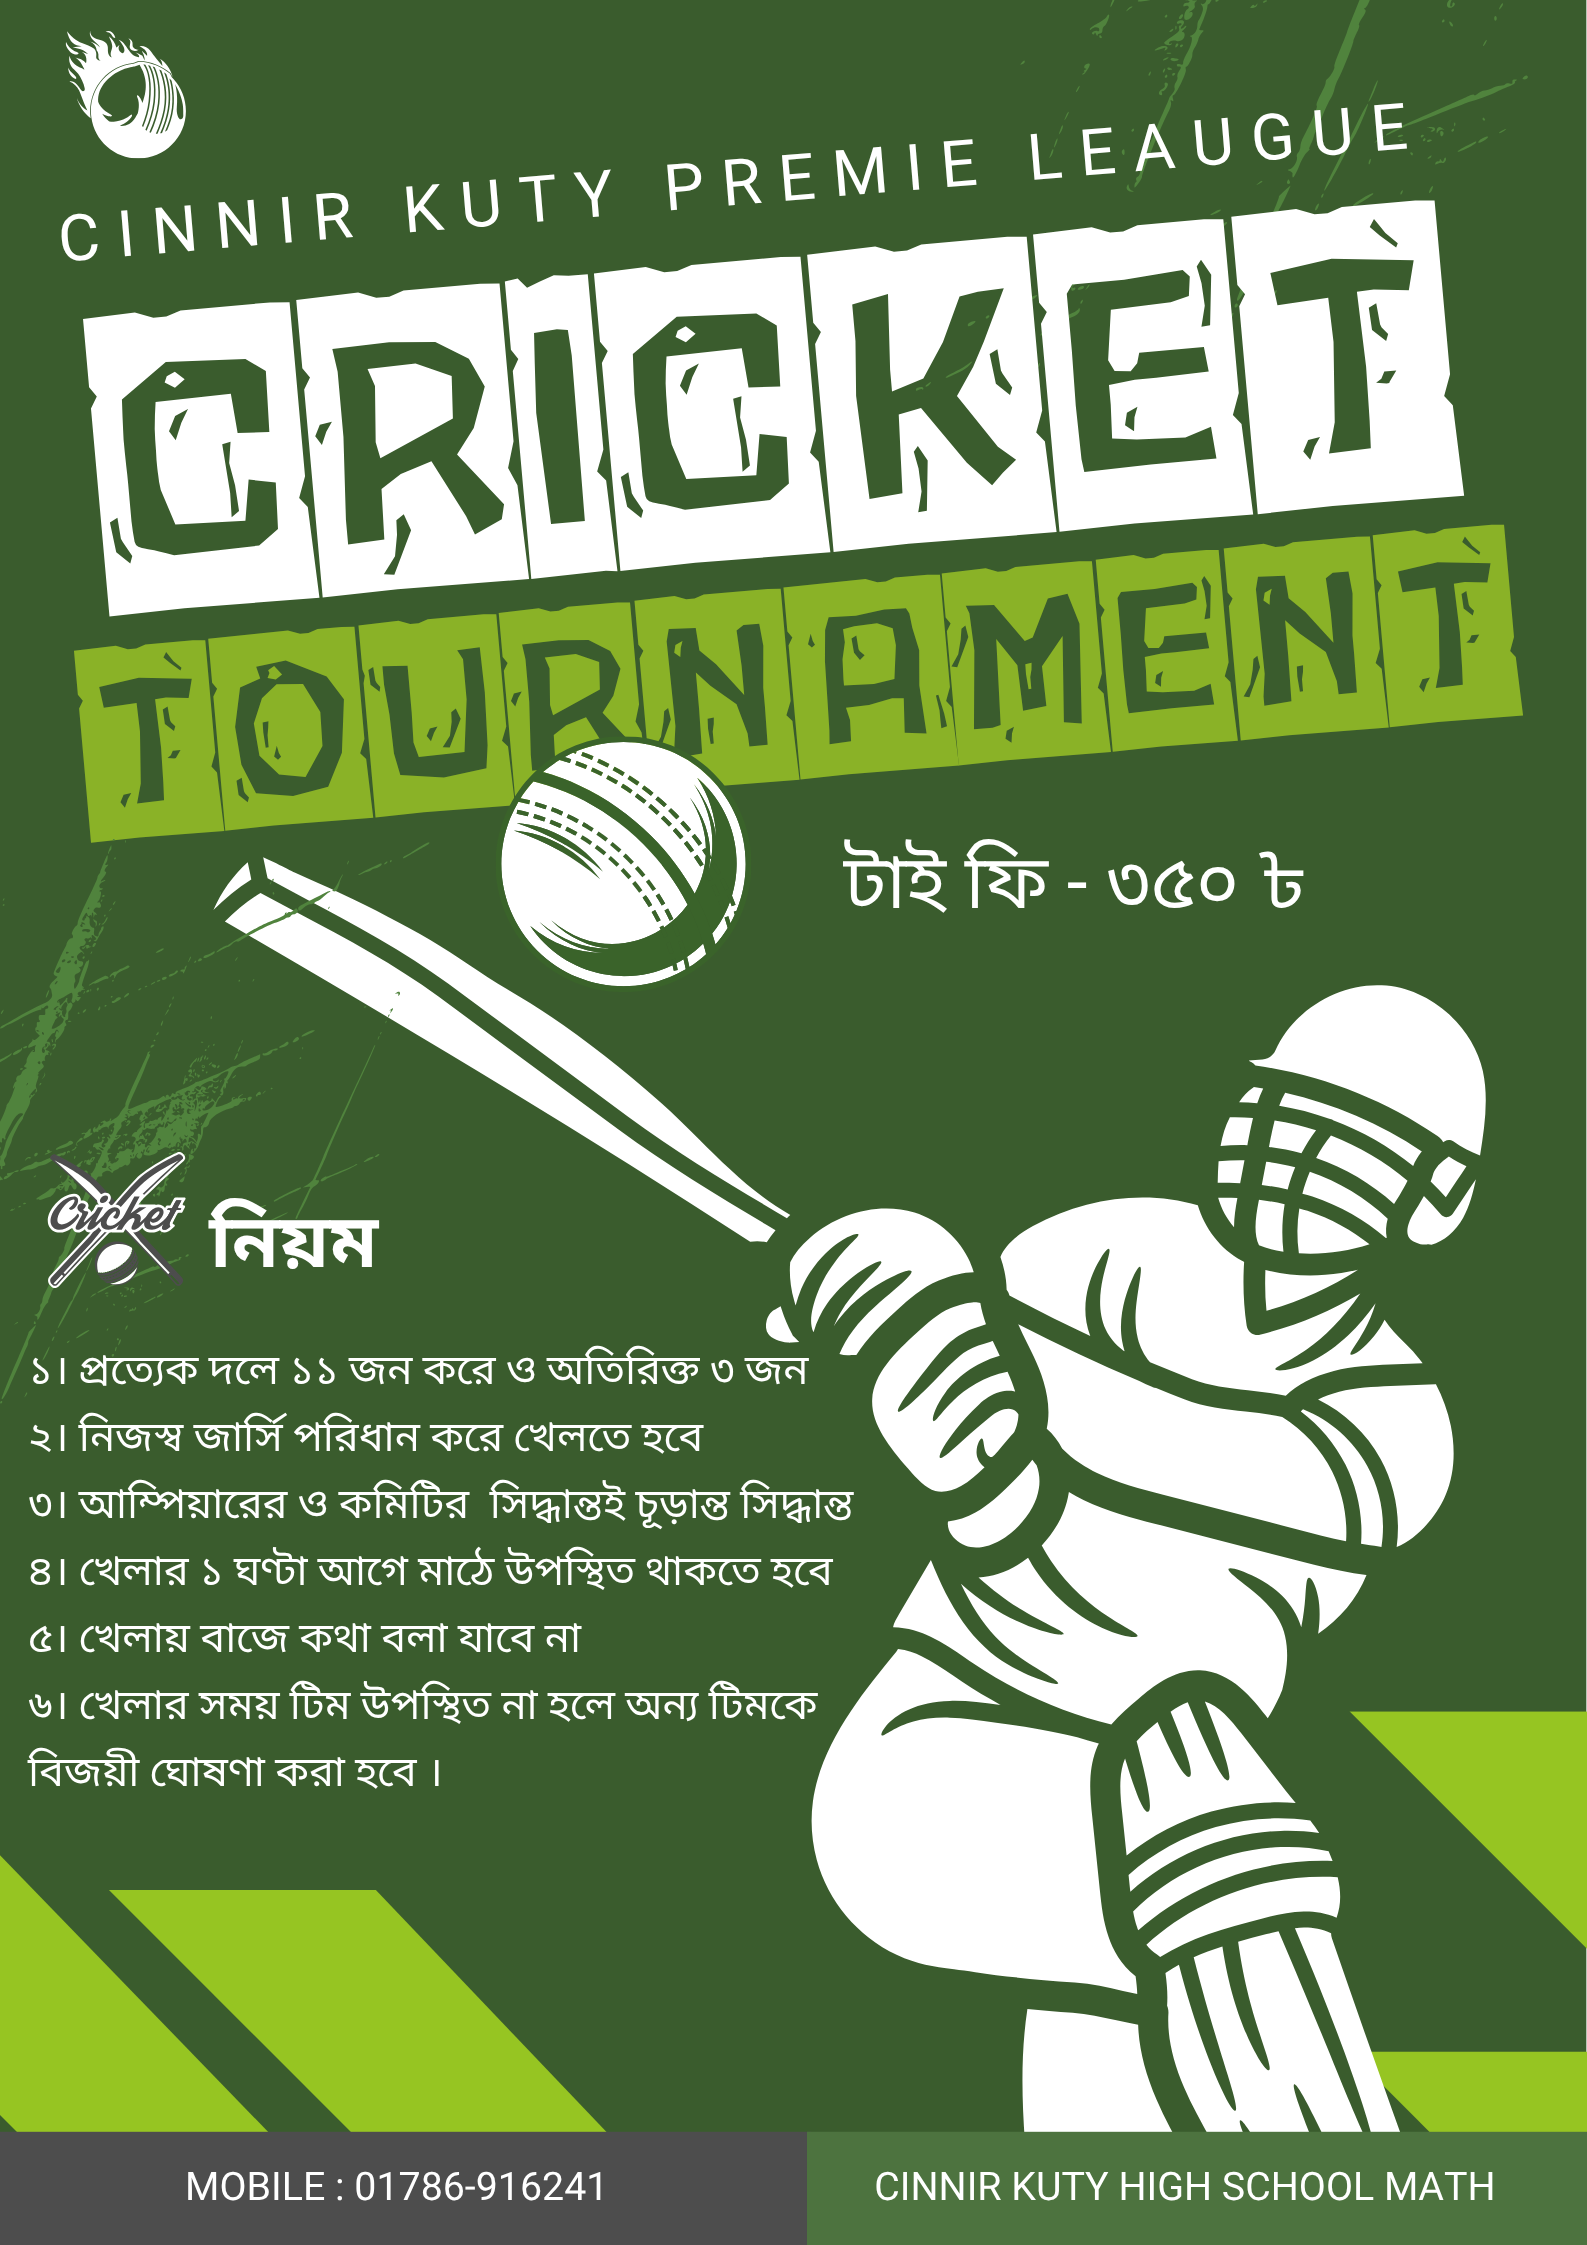 CINNIR KUTY PREMIE LEAUGUE
CRICKET
TOURNAMENT
টাই ফি - ৩৫০ ৳
Cricket
নিয়ম
১। প্রত্যেক দলে ১১ জন করে ও অতিরিক্ত ৩ জন
২। নিজস্ব জার্সি পরিধান করে খেলতে হবে
৩। আম্পিয়ারের ও কমিটির সিদ্ধান্তই চূড়ান্ত সিদ্ধান্ত
৪। খেলার ১ ঘণ্টা আগে মাঠে উপস্থিত থাকতে হবে
৫। খেলায় বাজে কথা বলা যাবে না
৬। খেলার সময় টিম উপস্থিত না হলে অন্য টিমকে
বিজয়ী ঘোষণা করা হবে ।
MOBILE : 01786-916241
CINNIR KUTY HIGH SCHOOL MATH